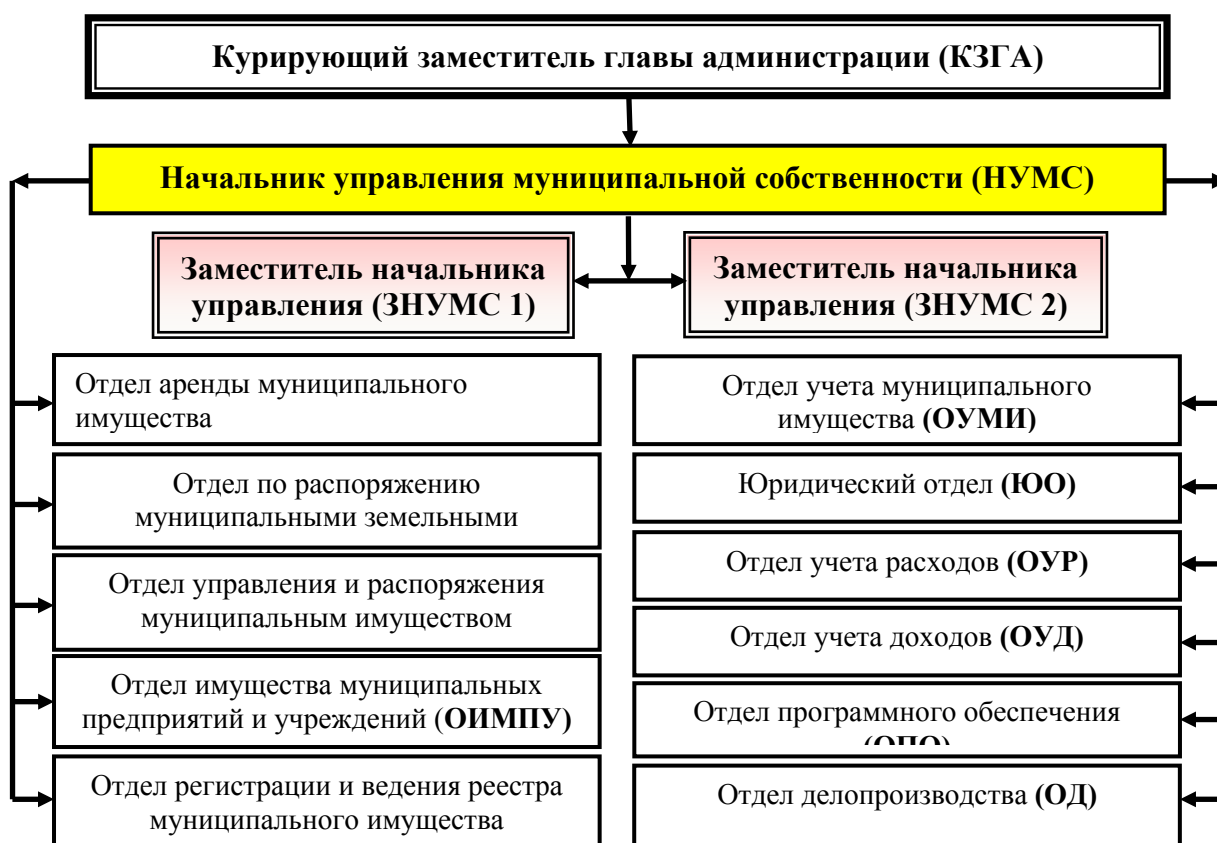 Курирующий заместитель главы администрации (КЗГА)
Начальник управления муниципальной собственности (НУМС)
Заместитель начальника
управления (ЗНУМС 1)
Заместитель начальника
управления (ЗНУМС 2)
Отдел аренды муниципального
имущества
Отдел по распоряжению
муниципальными земельными
Отдел управления и распоряжения
муниципальным имуществом
Отдел имущества муниципальных
предприятий и учреждений (ОИМПУ)
Отдел регистрации и ведения реестра
муниципального имущества
Отдел учета муниципального
имущества (ОУМИ)
Юридический отдел (ЮО)
Отдел учета расходов (ОУР)
Отдел учета доходов (ОУД)
Отдел программного обеспечения
(ОПО)
Отдел делопроизводства (ОД)